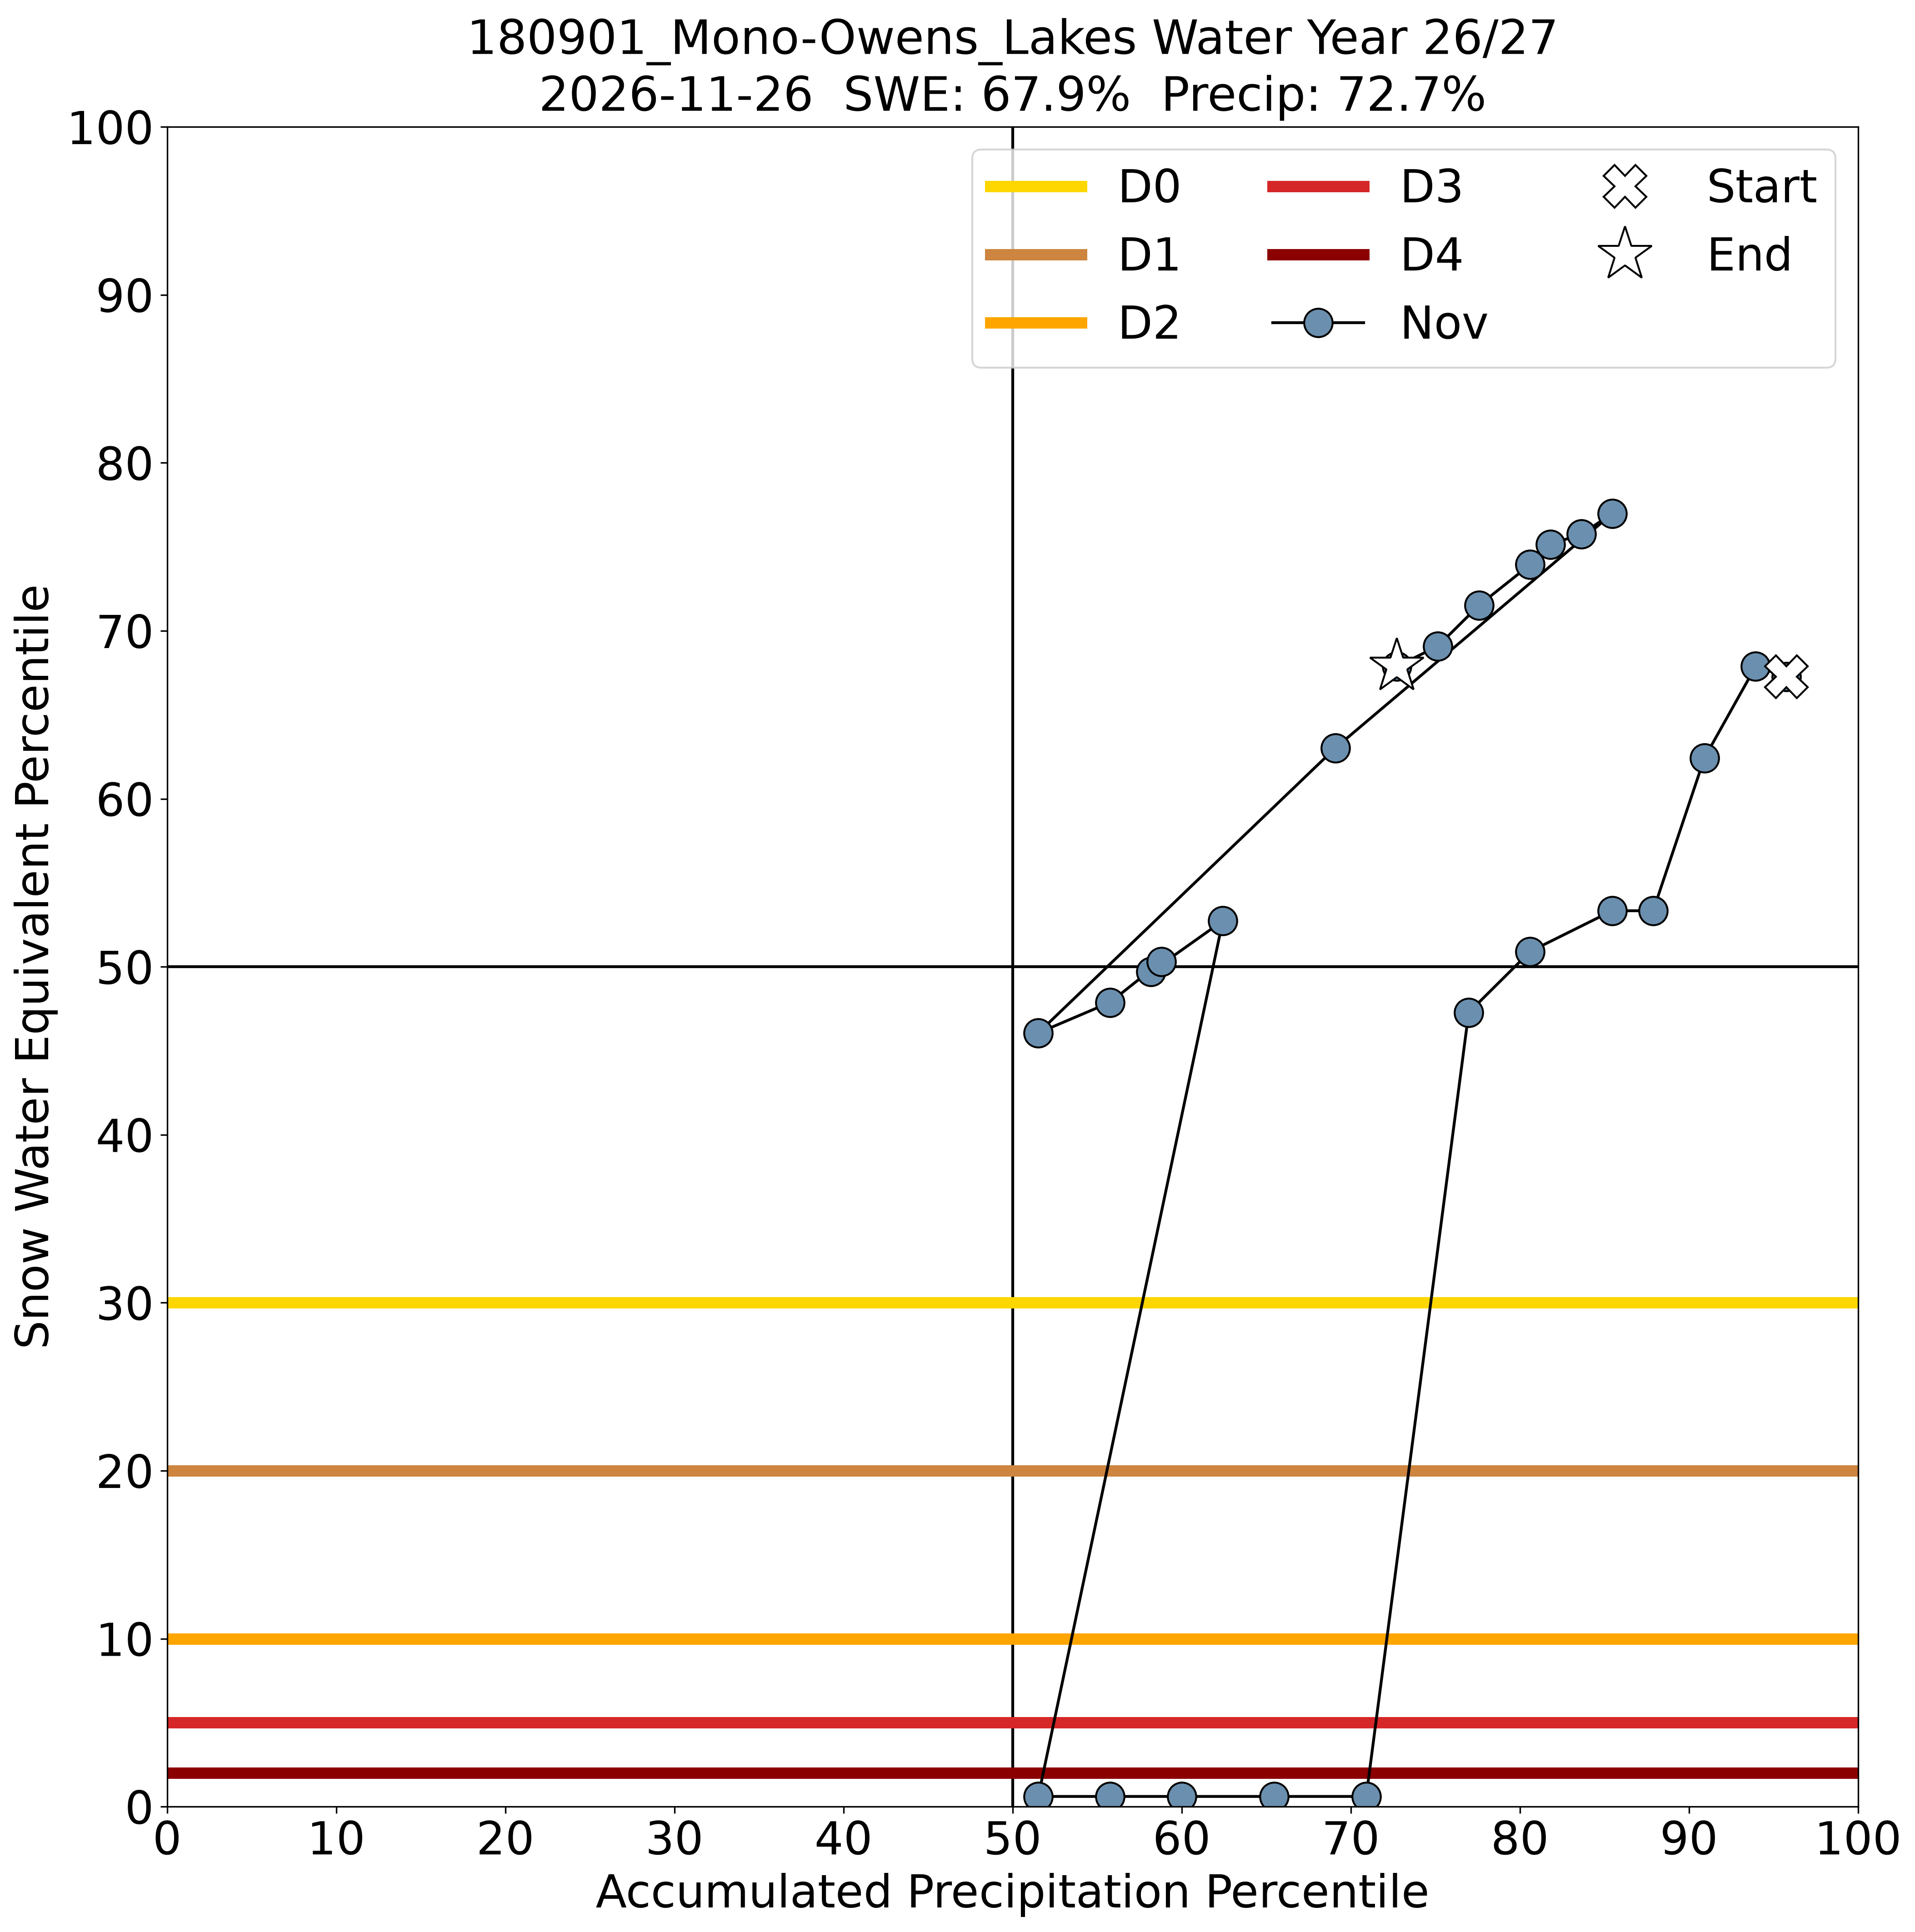 180901_Mono-Owens_Lakes Water Year 26/27
2026-11-26  SWE: 67.9%  Precip: 72.7%
D0
D1
D2
D3
D4
Nov
Start
End
Snow Water Equivalent Percentile
100
90
80
70
60
50
40
30
20
10
0
0 10 20 30 40 50 60 70 80 90 100
Accumulated Precipitation Percentile